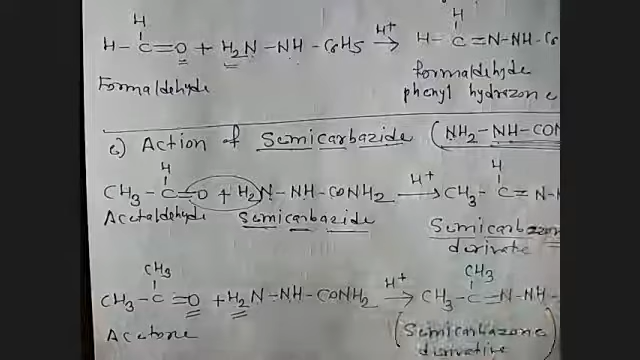 H H
H-C=O + H2N-NH-C6H5 H+ → H-C=N-NH-C6
Formaldehyde formaldehyde
phenyl hydrazone
c) Action of Semicarbazide (NH2-NH-CON
H H
CH3-C=O + H2N-NH-CONH2 H+ → CH3-C=N-N
Acetaldehyde Semicarbazide Semicarbazone
derivate
CH3 CH3
CH3-C=O + H2N-NH-CONH2 H+ → CH3-C=N-NH-
Acetone (Semicarbazone
derivative)